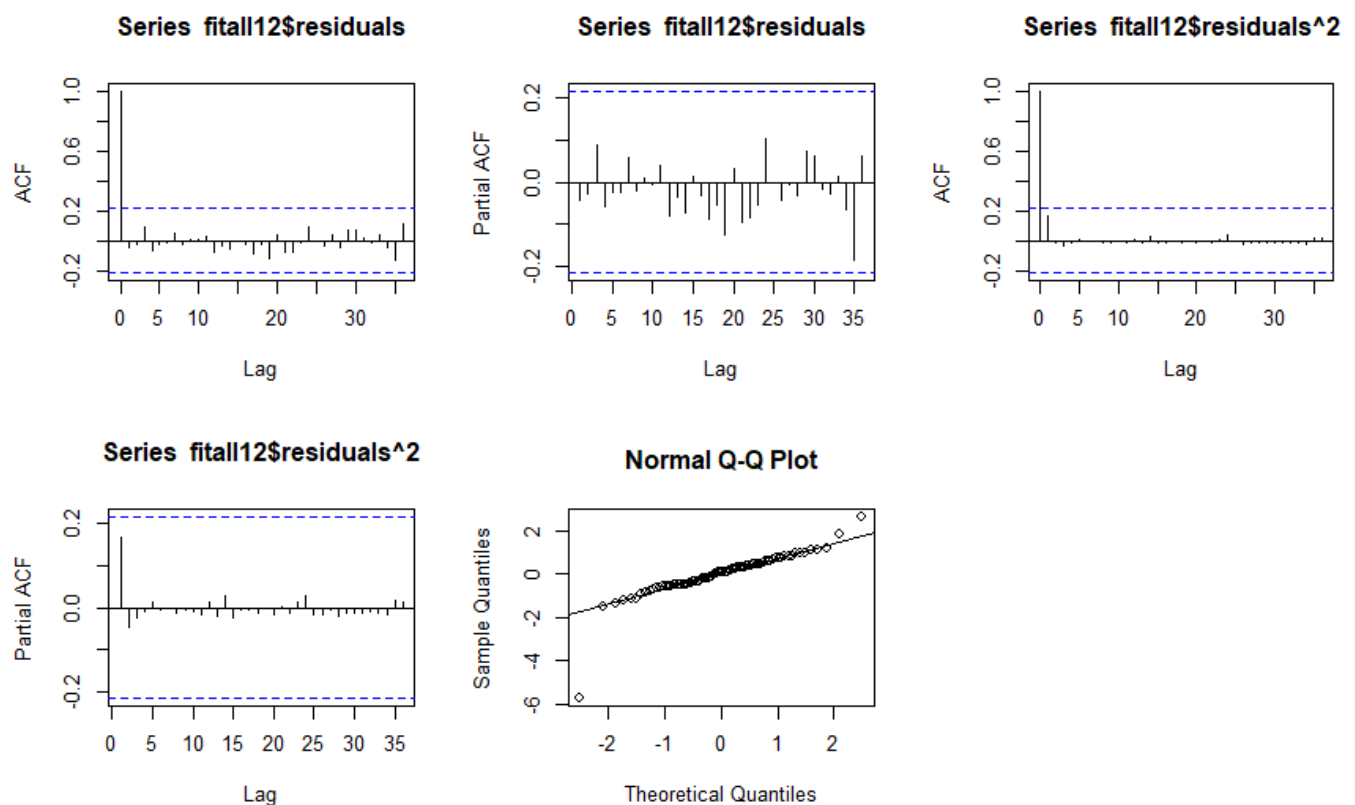 Series fitall12$residuals
ACF
-0.2 0.2 0.6 1.0
0 5 10 20 30
Lag
Series fitall12$residuals
Partial ACF
-0.2 0.0 0.2
0 5 10 15 20 25 30 35
Lag
Series fitall12$residuals^2
ACF
-0.2 0.2 0.6 1.0
0 5 10 20 30
Lag
Series fitall12$residuals^2
Partial ACF
-0.2 0.0 0.2
0 5 10 15 20 25 30 35
Lag
Normal Q-Q Plot
Sample Quantiles
-6 -4 -2 0 2
-2 -1 0 1 2
Theoretical Quantiles